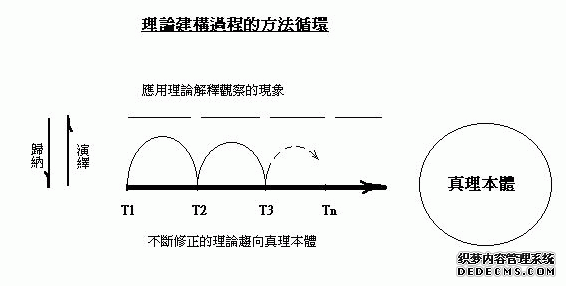 理論建構過程的方法循環
應用理論解釋觀察的現象
歸納
演繹
真理本體
T1 T2 T3 Tn
不斷修正的理論趨向真理本體
织梦内容管理系统
DEDECMS.COM